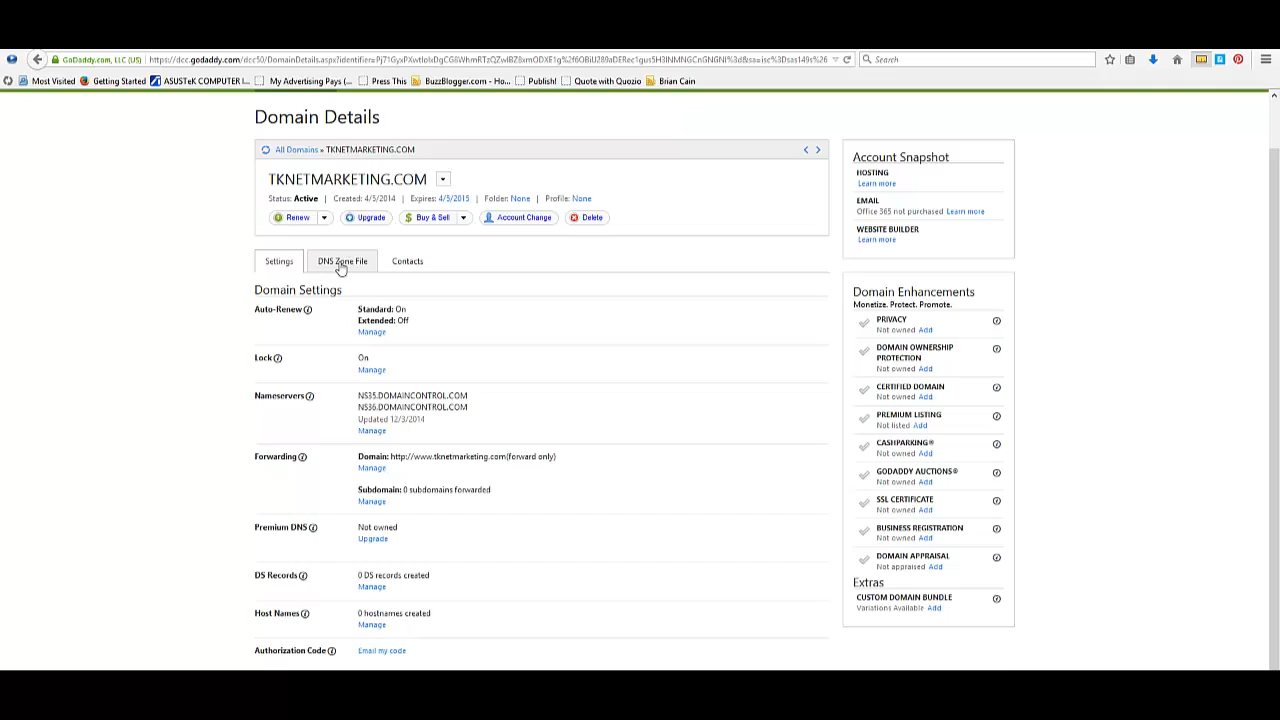 GoDaddy.com, LLC (US)
Search
Most Visited
Getting Started
ASUSTeK COMPUTER I...
My Advertising Pays (...
Press This
BuzzBlogger.com - Ho...
Publish!
Quote with Quozio
Brian Cain
Domain Details
All Domains » TKNETMARKETING.COM
TKNETMARKETING.COM
Status: Active | Created: 4/5/2014 | Expires: 4/5/2015 | Folder: None | Profile: None
Renew
Upgrade
Buy & Sell
Account Change
Delete
Settings
DNS Zone File
Contacts
Domain Settings
Auto-Renew
Standard: On
Extended: Off
Manage
Lock
On
Manage
Nameservers
NS35.DOMAINCONTROL.COM
NS36.DOMAINCONTROL.COM
Updated 12/3/2014
Manage
Forwarding
Domain: http://www.tknetmarketing.com(forward only)
Manage
Subdomain: 0 subdomains forwarded
Manage
Premium DNS
Not owned
Upgrade
DS Records
0 DS records created
Manage
Host Names
0 hostnames created
Manage
Authorization Code
Email my code
Account Snapshot
HOSTING
Learn more
EMAIL
Office 365 not purchased Learn more
WEBSITE BUILDER
Learn more
Domain Enhancements
Monetize. Protect. Promote.
PRIVACY
Not owned Add
DOMAIN OWNERSHIP
PROTECTION
Not owned Add
CERTIFIED DOMAIN
Not owned Add
PREMIUM LISTING
Not listed Add
CASHPARKING®
Not owned Add
GODADDY AUCTIONS®
Not owned Add
SSL CERTIFICATE
Not owned Add
BUSINESS REGISTRATION
Not owned Add
DOMAIN APPRAISAL
Not appraised Add
Extras
CUSTOM DOMAIN BUNDLE
Variations Available Add